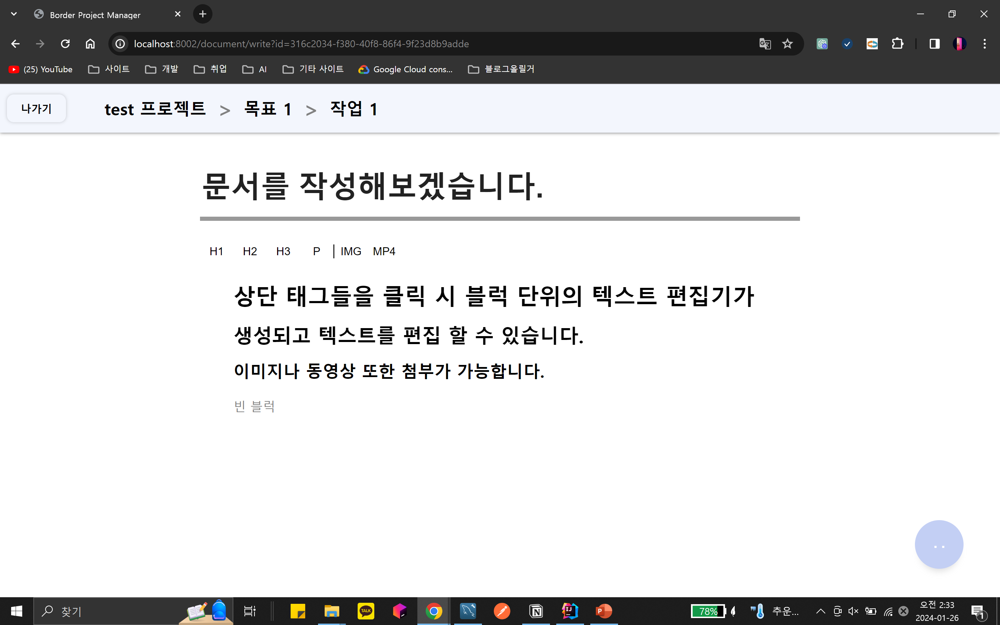 Border Project Manager
localhost:8002/document/write?id=316c2034-f380-40f8-86f4-9f23d8b9adde
(25) YouTube 사이트 개발 취업 AI 기타 사이트 Google Cloud cons... 블로그올릴거
나가기 test 프로젝트 > 목표 1 > 작업 1
문서를 작성해보겠습니다.
H1 H2 H3 P | IMG MP4
상단 태그들을 클릭 시 블럭 단위의 텍스트 편집기가
생성되고 텍스트를 편집 할 수 있습니다.
이미지나 동영상 또한 첨부가 가능합니다.
빈 블럭
..
찾기 TALK N IJ P 78% 추운... 오전 2:33
2024-01-26 1